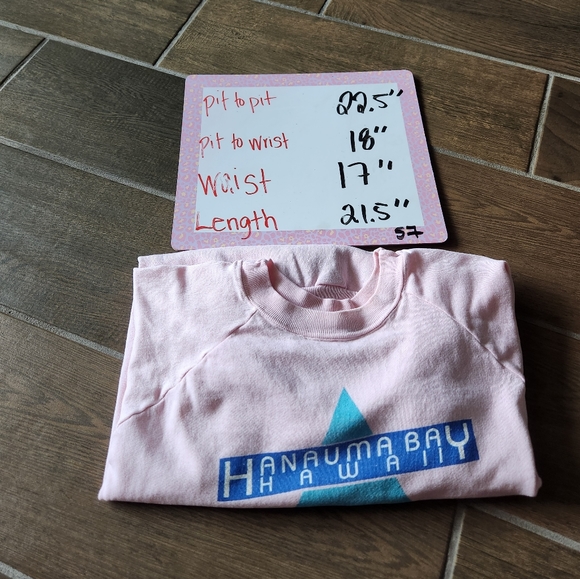 pit to pit 22.5"
pit to wrist 18"
Waist 17"
Length 21.5"
57
HANAUMA BAY
HAWAII